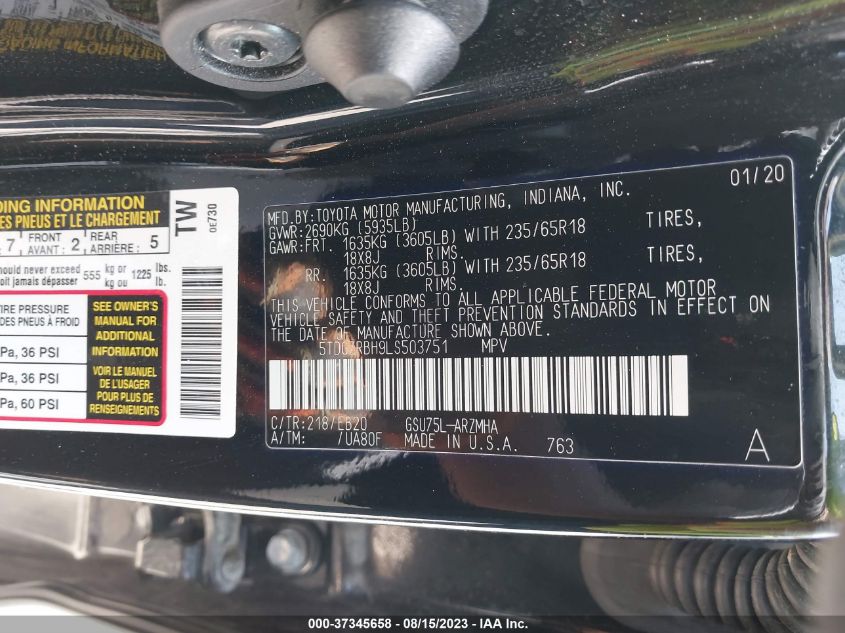 DING INFORMATION
DES PNEUS ET LE CHARGEMENT
7 FRONT AVANT : 2 REAR ARRIÈRE : 5
hould never exceed 555 kg or 1225 lbs.
oit jamais dépasser kg ou lb.
TIRE PRESSURE
DES PNEUS À FROID
Pa, 36 PSI
Pa, 36 PSI
Pa, 60 PSI
SEE OWNER'S
MANUAL FOR
ADDITIONAL
INFORMATION
VOIR LE MANUEL
DE L'USAGER
POUR PLUS DE
RENSEIGNEMENTS
TW
0E730
01/20
MFD.BY:TOYOTA MOTOR MANUFACTURING, INDIANA, INC.
GVWR:2690KG (5935LB)
GAWR:FRT. 1635KG (3605LB) WITH 235/65R18 TIRES,
18X8J RIMS.
RR. 1635KG (3605LB) WITH 235/65R18 TIRES,
18X8J RIMS.
THIS VEHICLE CONFORMS TO ALL APPLICABLE FEDERAL MOTOR
VEHICLE SAFETY AND THEFT PREVENTION STANDARDS IN EFFECT ON
THE DATE OF MANUFACTURE SHOWN ABOVE.
MPV
C/TR:218/EB20 GSU75L-ARZMHA
A/TM: /UA80F MADE IN U.S.A. 763
A
000-37345658 - 08/15/2023 - IAA Inc.